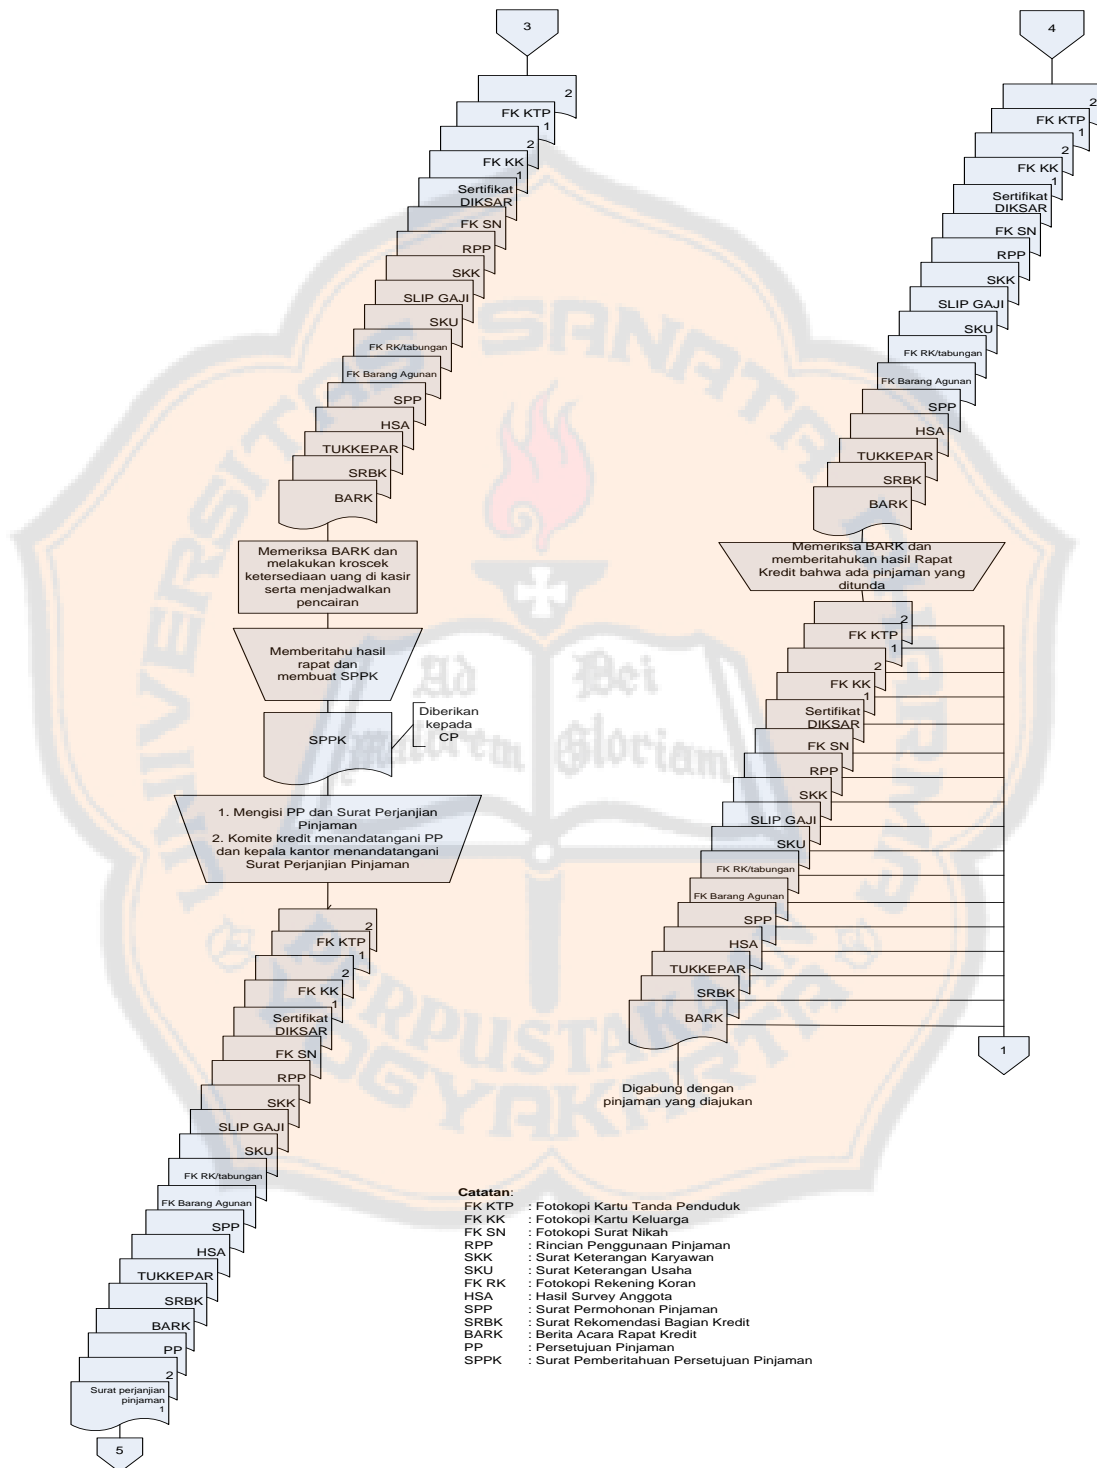 3
2
FK KTP
1
2
FK KK
1
Sertifikat
DIKSAR
FK SN
RPP
SKK
SLIP GAJI
SKU
FK RK/tabungan
FK Barang Agunan
SPP
HSA
TUKKEPAR
SRBK
BARK
Memeriksa BARK dan
melakukan kroscek
ketersediaan uang di kasir
serta menjadwalkan
pencairan
Memberitahu hasil
rapat dan
membuat SPPK
SPPK
Diberikan
kepada
CP
1. Mengisi PP dan Surat Perjanjian
Pinjaman
2. Komite kredit menandatangani PP
dan kepala kantor menandatangani
Surat Perjanjian Pinjaman
2
FK KTP
1
2
FK KK
1
Sertifikat
DIKSAR
FK SN
RPP
SKK
SLIP GAJI
SKU
FK RK/tabungan
FK Barang Agunan
SPP
HSA
TUKKEPAR
SRBK
BARK
PP
2
Surat perjanjian
pinjaman
1
5
4
2
FK KTP
1
2
FK KK
1
Sertifikat
DIKSAR
FK SN
RPP
SKK
SLIP GAJI
SKU
FK RK/tabungan
FK Barang Agunan
SPP
HSA
TUKKEPAR
SRBK
BARK
Memeriksa BARK dan
memberitahukan hasil Rapat
Kredit bahwa ada pinjaman yang
ditunda
2
FK KTP
1
2
FK KK
1
Sertifikat
DIKSAR
FK SN
RPP
SKK
SLIP GAJI
SKU
FK RK/tabungan
FK Barang Agunan
SPP
HSA
TUKKEPAR
SRBK
BARK
1
Digabung dengan
pinjaman yang diajukan
Catatan:
FK KTP : Fotokopi Kartu Tanda Penduduk
FK KK : Fotokopi Kartu Keluarga
FK SN : Fotokopi Surat Nikah
RPP : Rincian Penggunaan Pinjaman
SKK : Surat Keterangan Karyawan
SKU : Surat Keterangan Usaha
FK RK : Fotokopi Rekening Koran
HSA : Hasil Survey Anggota
SPP : Surat Permohonan Pinjaman
SRBK : Surat Rekomendasi Bagian Kredit
BARK : Berita Acara Rapat Kredit
PP : Persetujuan Pinjaman
SPPK : Surat Pemberitahuan Persetujuan Pinjaman
UNIVERSITAS SANATA DHARMA
Ad Maiorem
Dei Gloriam
PERPUSTAKAAN
YOGYAKARTA